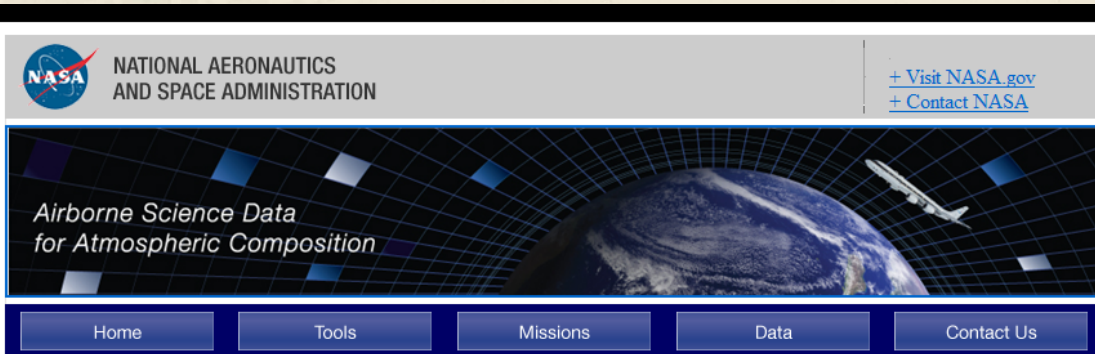 NASA
NATIONAL AERONAUTICS
AND SPACE ADMINISTRATION
+ Visit NASA.gov
+ Contact NASA
Airborne Science Data
for Atmospheric Composition
Home Tools Missions Data Contact Us